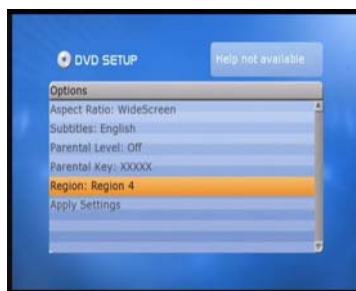 DVD SETUP
Help not available
Options
Aspect Ratio: WideScreen
Subtitles: English
Parental Level: Off
Parental Key: XXXXX
Region: Region 4
Apply Settings